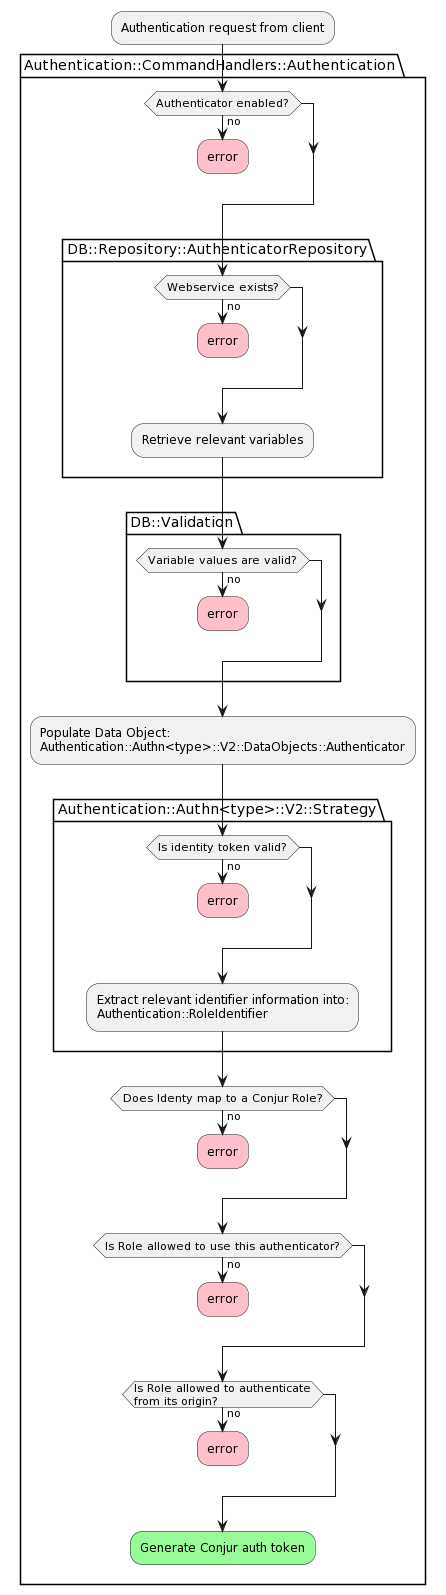 Authentication request from client
Authentication::CommandHandlers::Authentication
Authenticator enabled?
no
error
DB::Repository::AuthenticatorRepository
Webservice exists?
no
error
Retrieve relevant variables
DB::Validation
Variable values are valid?
no
error
Populate Data Object:
Authentication::Authn<type>::V2::DataObjects::Authenticator
Authentication::Authn<type>::V2::Strategy
Is identity token valid?
no
error
Extract relevant identifier information into:
Authentication::RoleIdentifier
Does Identy map to a Conjur Role?
no
error
Is Role allowed to use this authenticator?
no
error
Is Role allowed to authenticate
from its origin?
no
error
Generate Conjur auth token